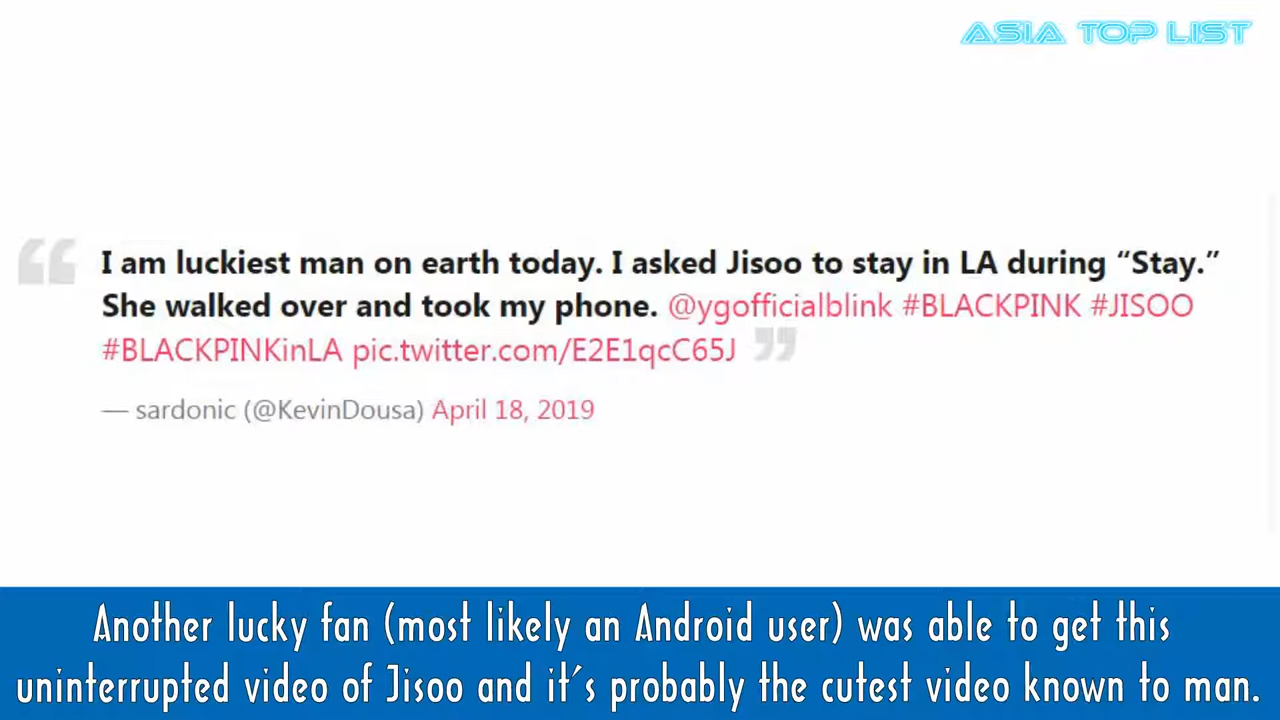 ASIA TOP LIST
I am luckiest man on earth today. I asked Jisoo to stay in LA during “Stay.”
She walked over and took my phone. @ygofficialblink #BLACKPINK #JISOO
#BLACKPINKinLA pic.twitter.com/E2E1qcC65J
— sardonic (@KevinDousa) April 18, 2019
Another lucky fan (most likely an Android user) was able to get this
uninterrupted video of Jisoo and it's probably the cutest video known to man.